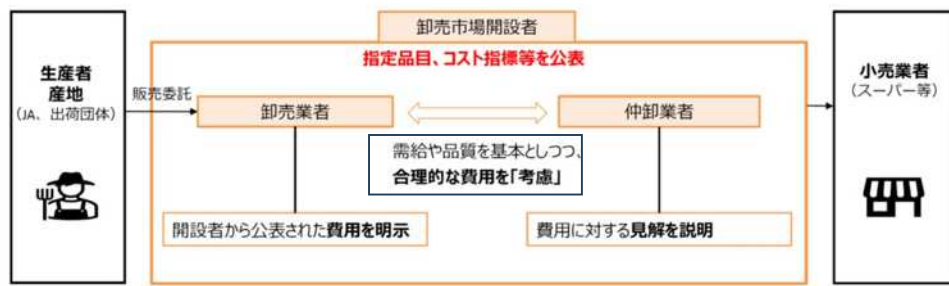 卸売市場開設者
指定品目、コスト指標等を公表
生産者
産地
（JA、出荷団体）
販売委託
卸売業者
仲卸業者
需給や品質を基本としつつ、
合理的な費用を「考慮」
開設者から公表された費用を明示
費用に対する見解を説明
小売業者
（スーパー等）